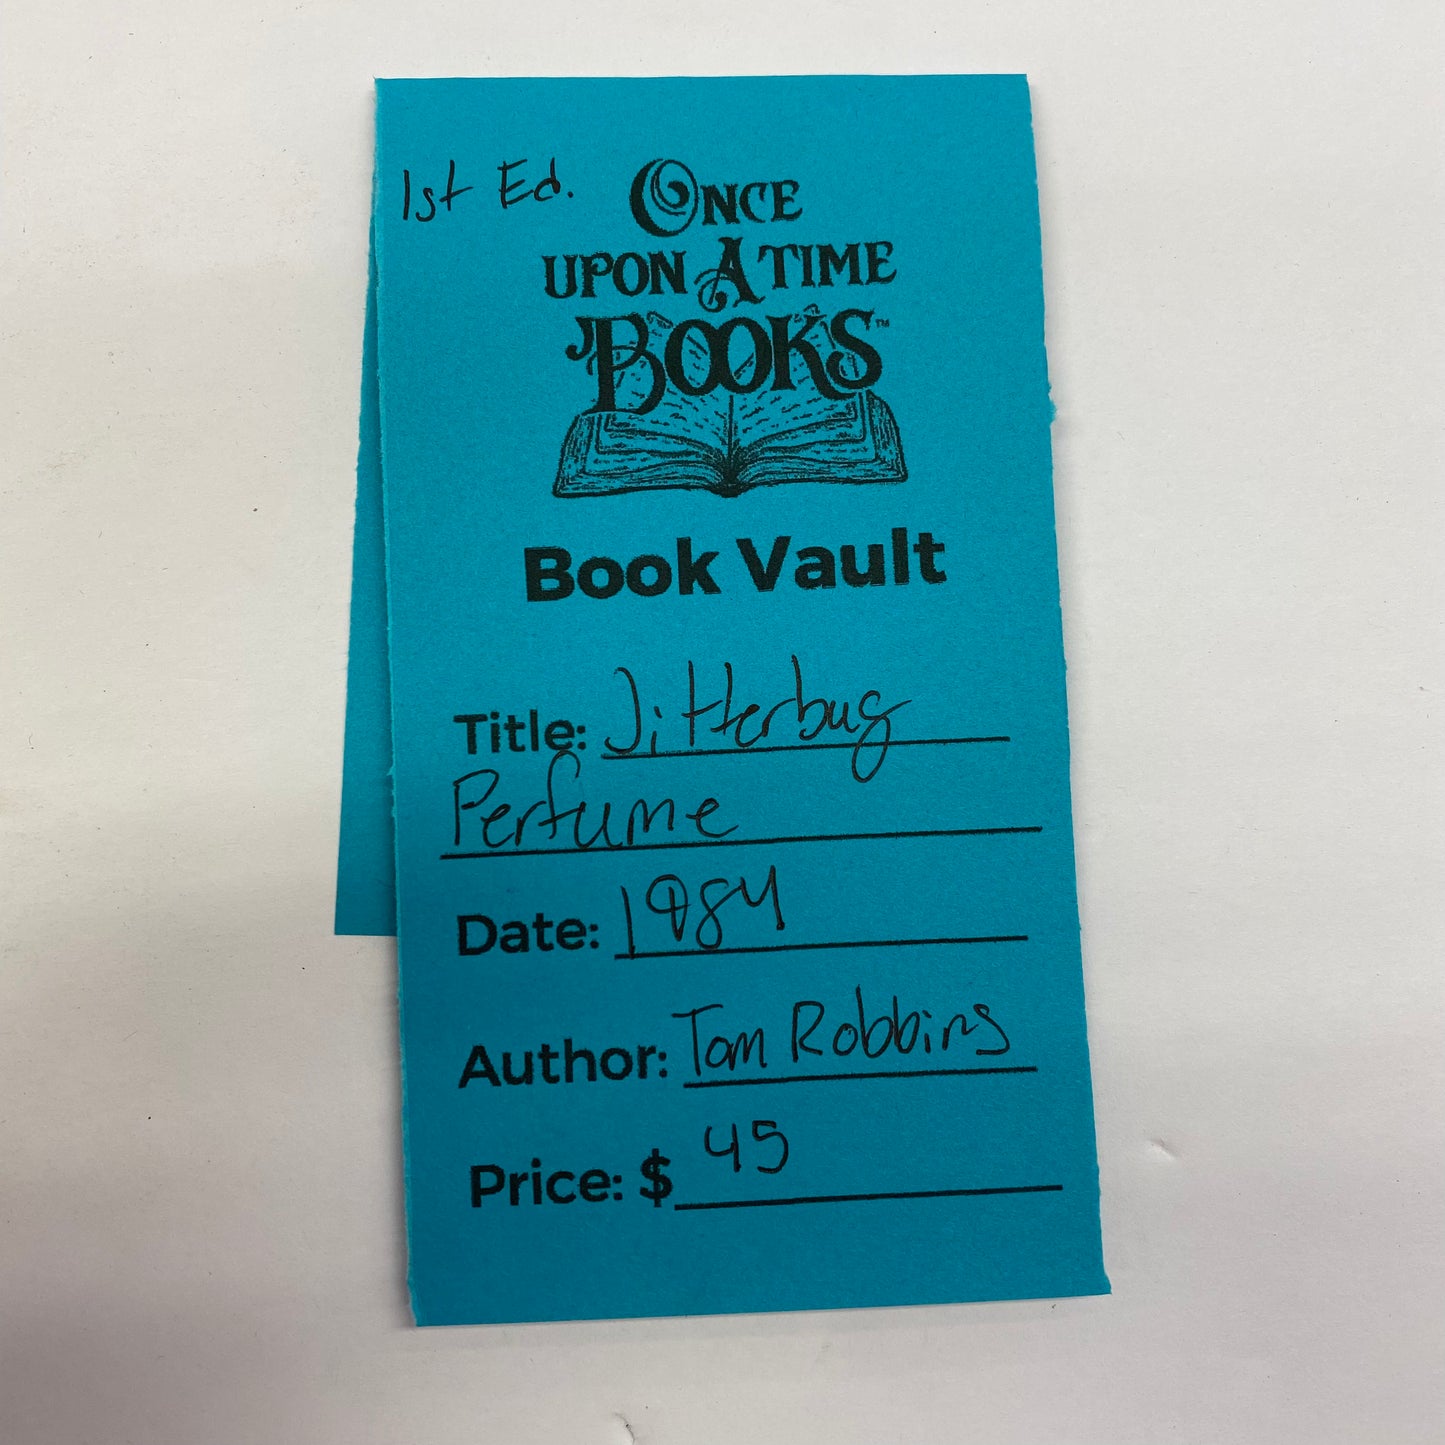 1st Ed.
ONCE
UPON A TIME
BOOKS™
Book Vault
Title: Jitterbug
Perfume
Date: 1984
Author: Tom Robbins
Price: $ 45